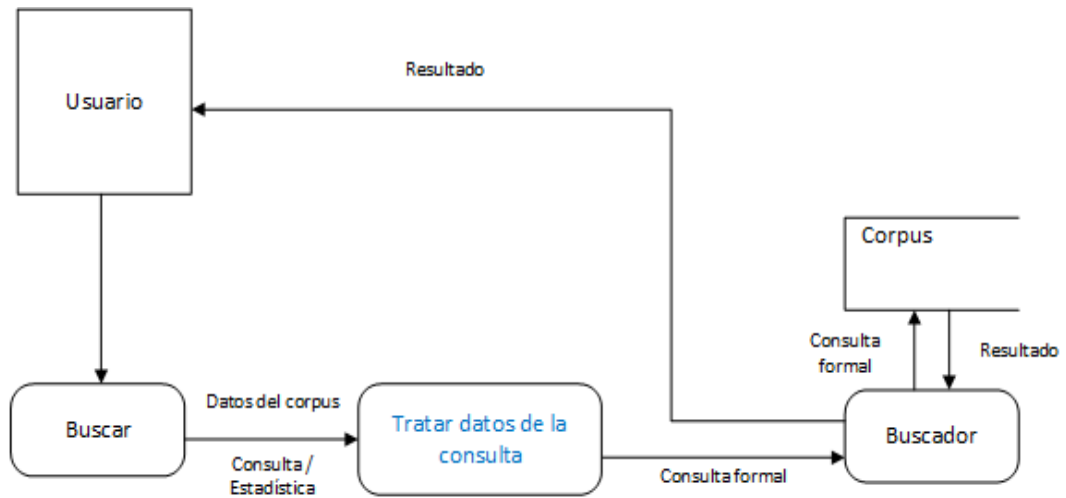 Resultado
Usuario
Corpus
Consulta
formal
Resultado
Datos del corpus
Buscar
Tratar datos de la
consulta
Buscador
Consulta /
Estadística
Consulta formal